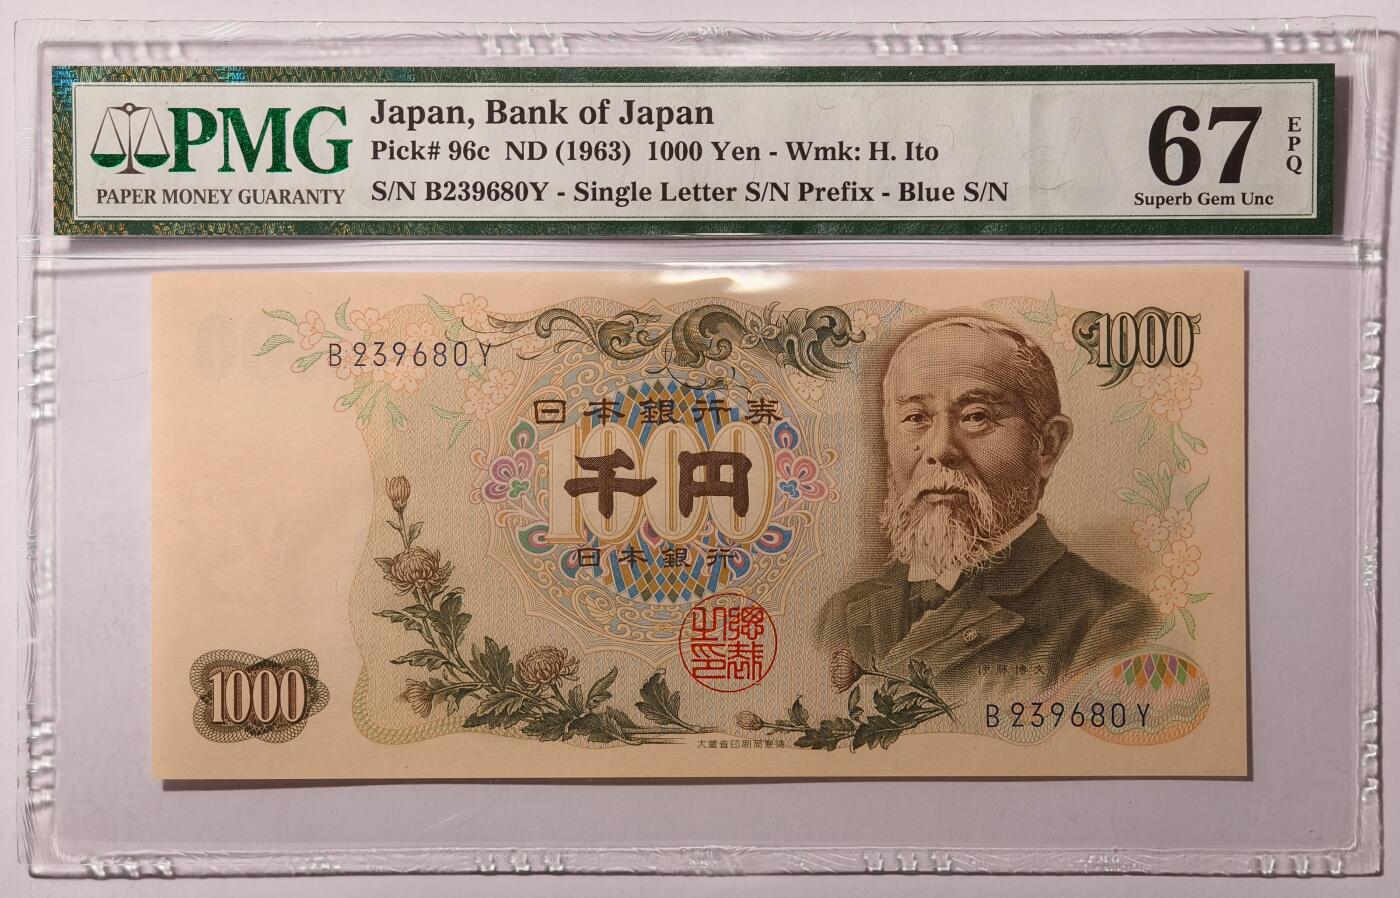 PMG
PAPER MONEY GUARANTY
Japan, Bank of Japan
Pick# 96c ND (1963) 1000 Yen - Wmk: H. Ito
S/N B239680Y - Single Letter S/N Prefix - Blue S/N
67
EPQ
Superb Gem Unc
B239680Y
1000
日本銀行券
1000
千円
日本銀行
伊藤博文
1000
B239680Y
大蔵省印刷局製造